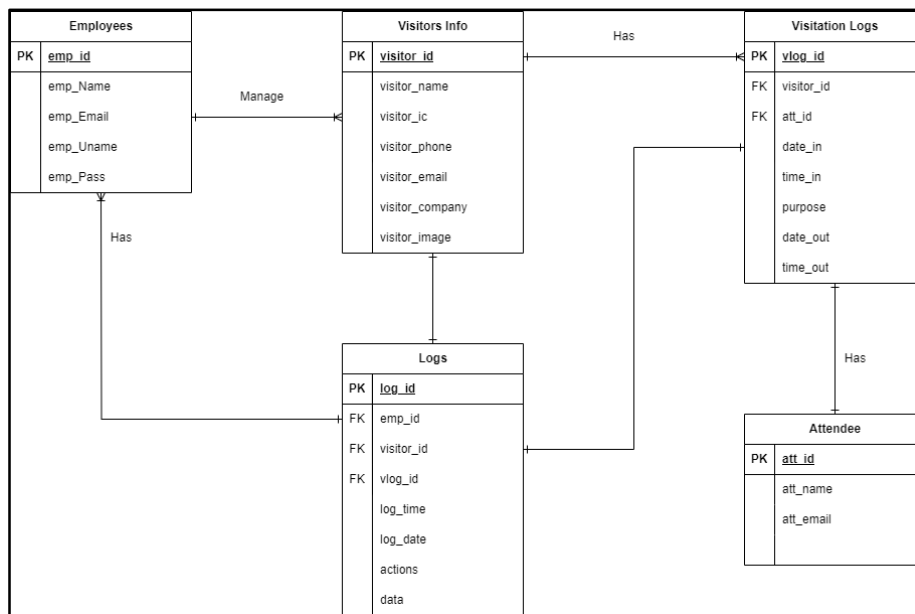 Employees
PK emp_id
emp_Name
emp_Email
emp_Uname
emp_Pass
Manage
Visitors Info
PK visitor_id
visitor_name
visitor_ic
visitor_phone
visitor_email
visitor_company
visitor_image
Has
Visitation Logs
PK vlog_id
FK visitor_id
FK att_id
date_in
time_in
purpose
date_out
time_out
Has
Has
Logs
PK log_id
FK emp_id
FK visitor_id
FK vlog_id
log_time
log_date
actions
data
Attendee
PK att_id
att_name
att_email